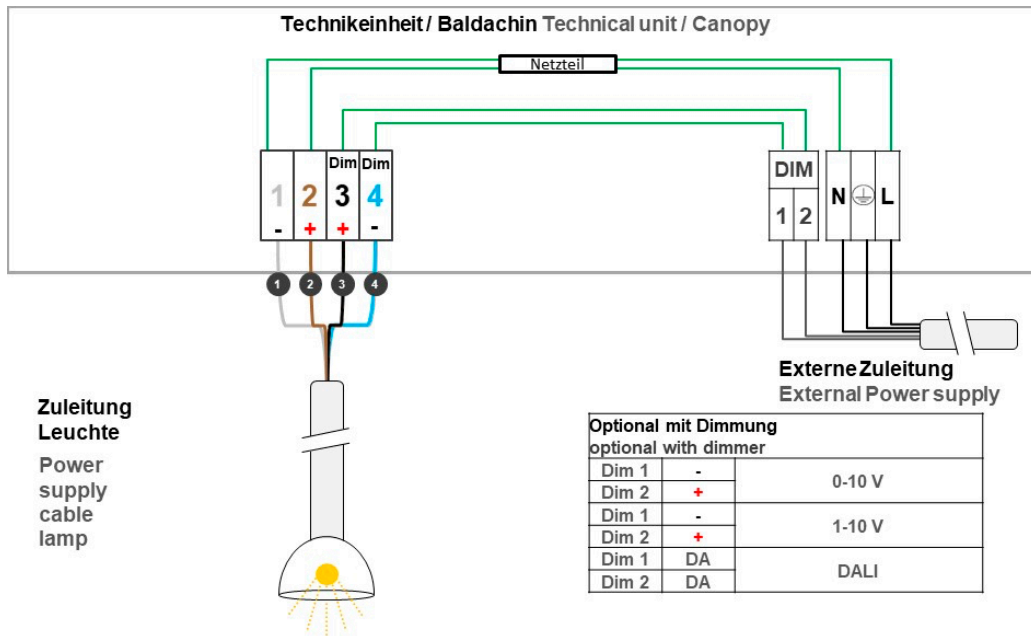 Technikeinheit / Baldachin Technical unit / Canopy
Netzteil
Dim Dim
1 2 3 4
- + + -
DIM
1 2
N L
1 2 3 4
Externe Zuleitung
External Power supply
Zuleitung
Leuchte
Power
supply
cable
lamp
Optional mit Dimmung
optional with dimmer
Dim 1 - 0-10 V
Dim 2 +
Dim 1 - 1-10 V
Dim 2 +
Dim 1 DA DALI
Dim 2 DA